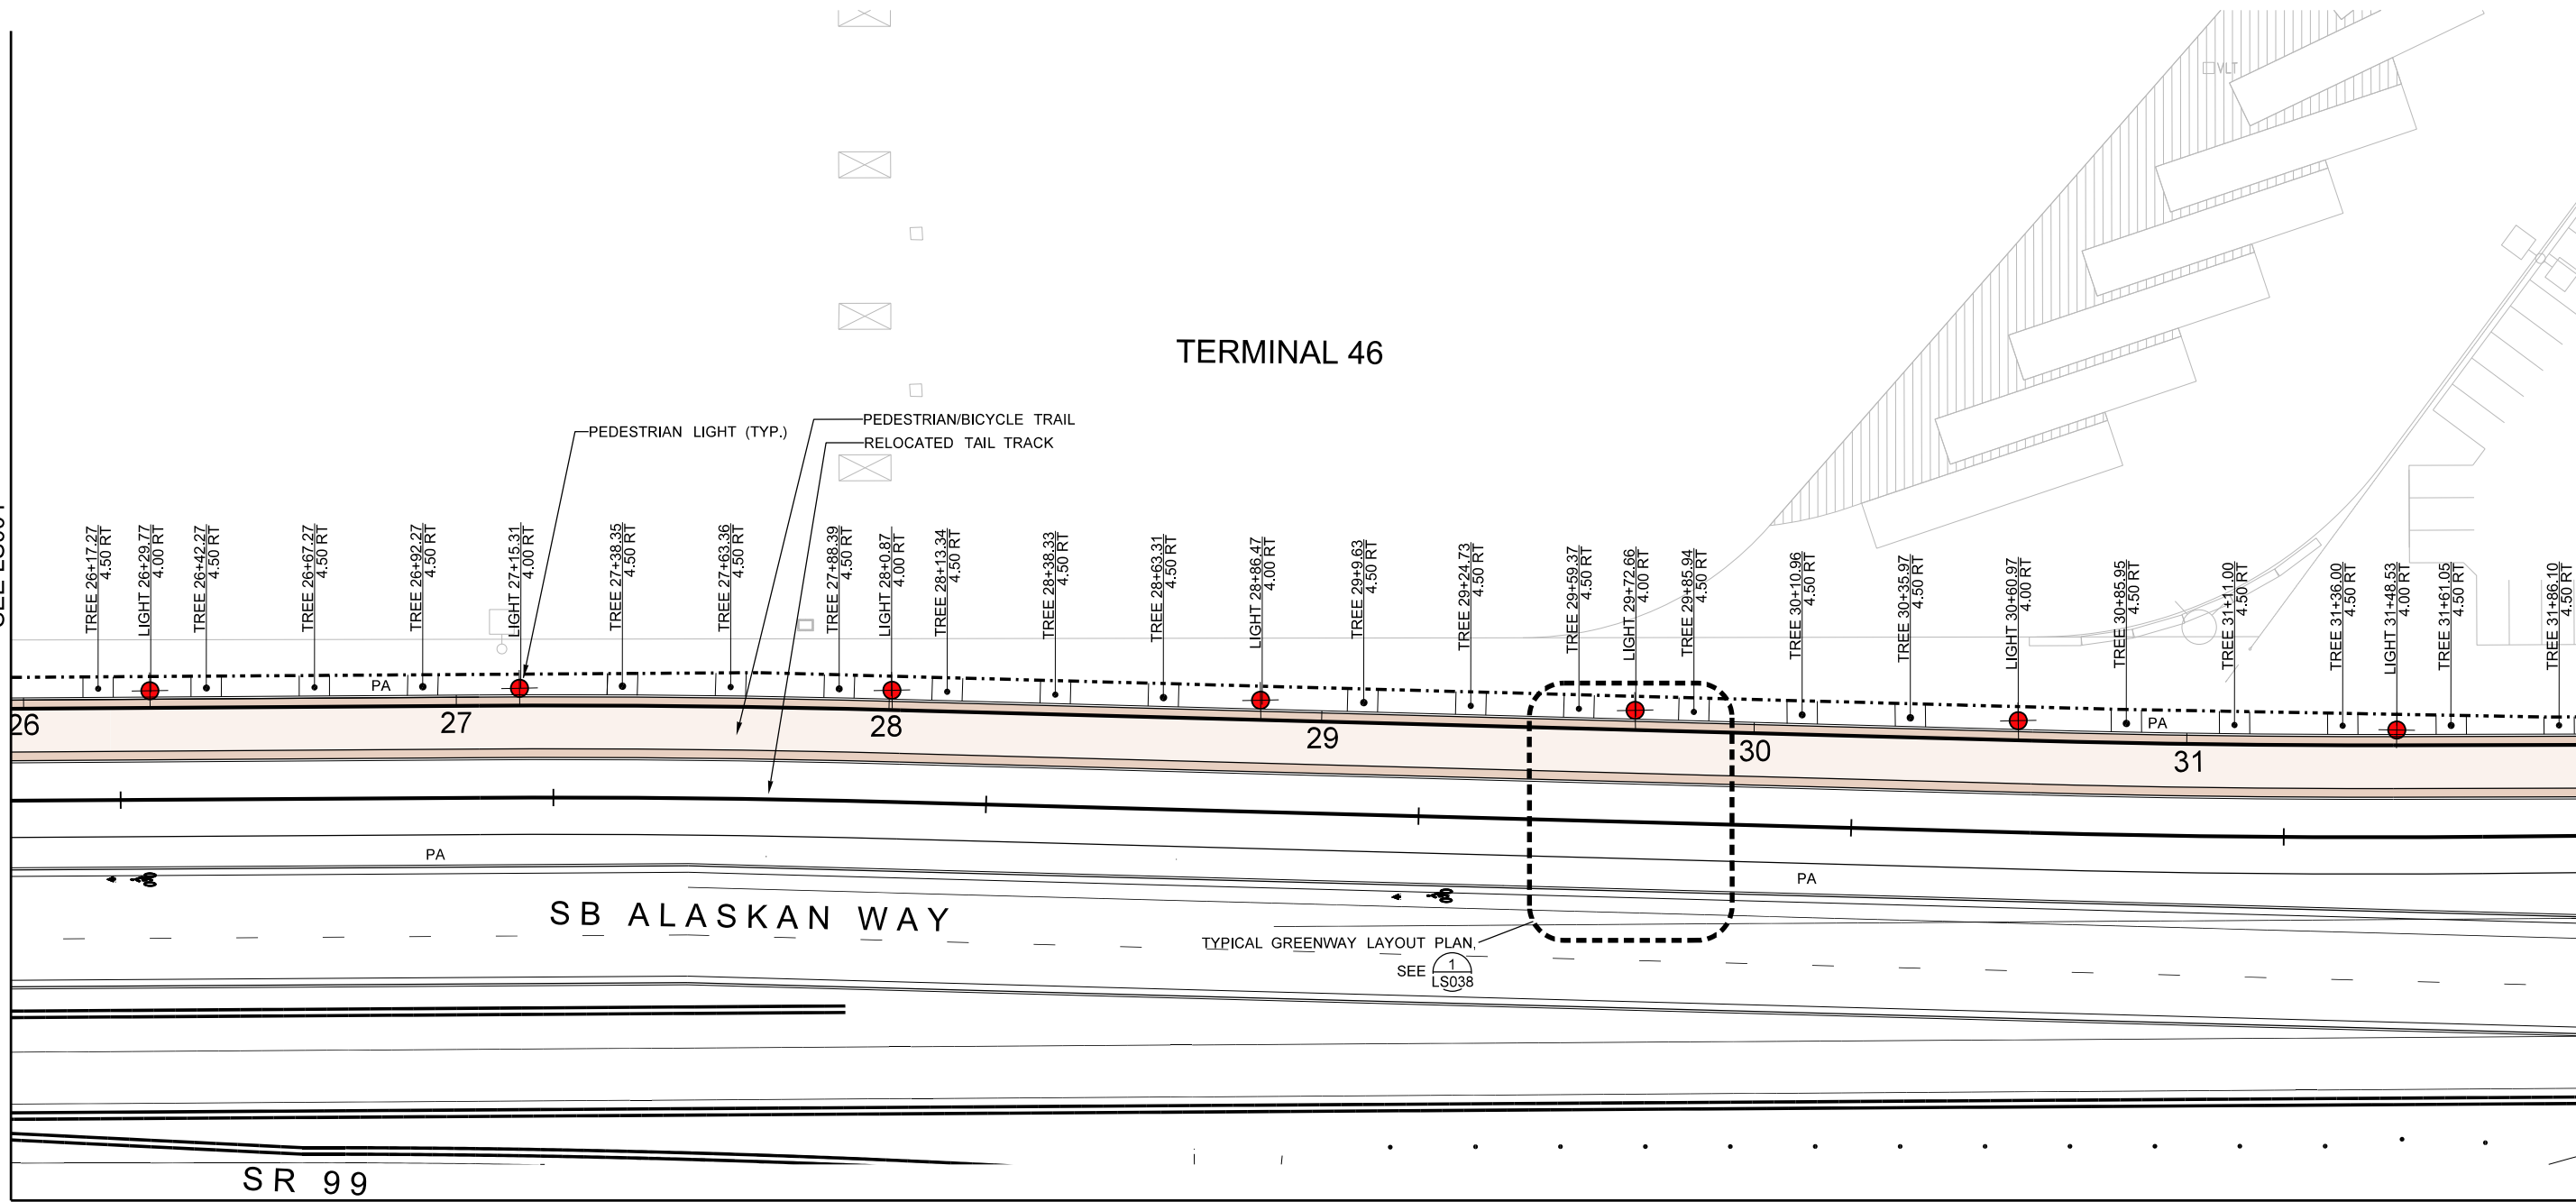 VLT
TERMINAL 46
PEDESTRIAN LIGHT (TYP.)
PEDESTRIAN/BICYCLE TRAIL
RELOCATED TAIL TRACK
TREE 26+17.27
4.50 RT
LIGHT 26+29.77
4.00 RT
TREE 26+42.27
4.50 RT
TREE 26+67.27
4.50 RT
TREE 26+92.27
4.50 RT
LIGHT 27+15.31
4.00 RT
TREE 27+38.35
4.50 RT
TREE 27+63.36
4.50 RT
TREE 27+88.39
4.50 RT
LIGHT 28+0.87
4.00 RT
TREE 28+13.34
4.50 RT
TREE 28+38.33
4.50 RT
TREE 28+63.31
4.50 RT
LIGHT 28+86.47
4.00 RT
TREE 29+9.63
4.50 RT
TREE 29+24.73
4.50 RT
TREE 29+59.37
4.50 RT
LIGHT 29+72.66
4.00 RT
TREE 29+85.94
4.50 RT
TREE 30+10.96
4.50 RT
TREE 30+35.97
4.50 RT
LIGHT 30+60.97
4.00 RT
TREE 30+85.95
4.50 RT
TREE 31+11.00
4.50 RT
TREE 31+36.00
4.50 RT
LIGHT 31+48.53
4.00 RT
TREE 31+61.05
4.50 RT
TREE 31+86.10
4.50 RT
PA
PA
26
27
28
29
30
31
PA
PA
SB ALASKAN WAY
TYPICAL GREENWAY LAYOUT PLAN,
SEE 1
LS038
SR 99